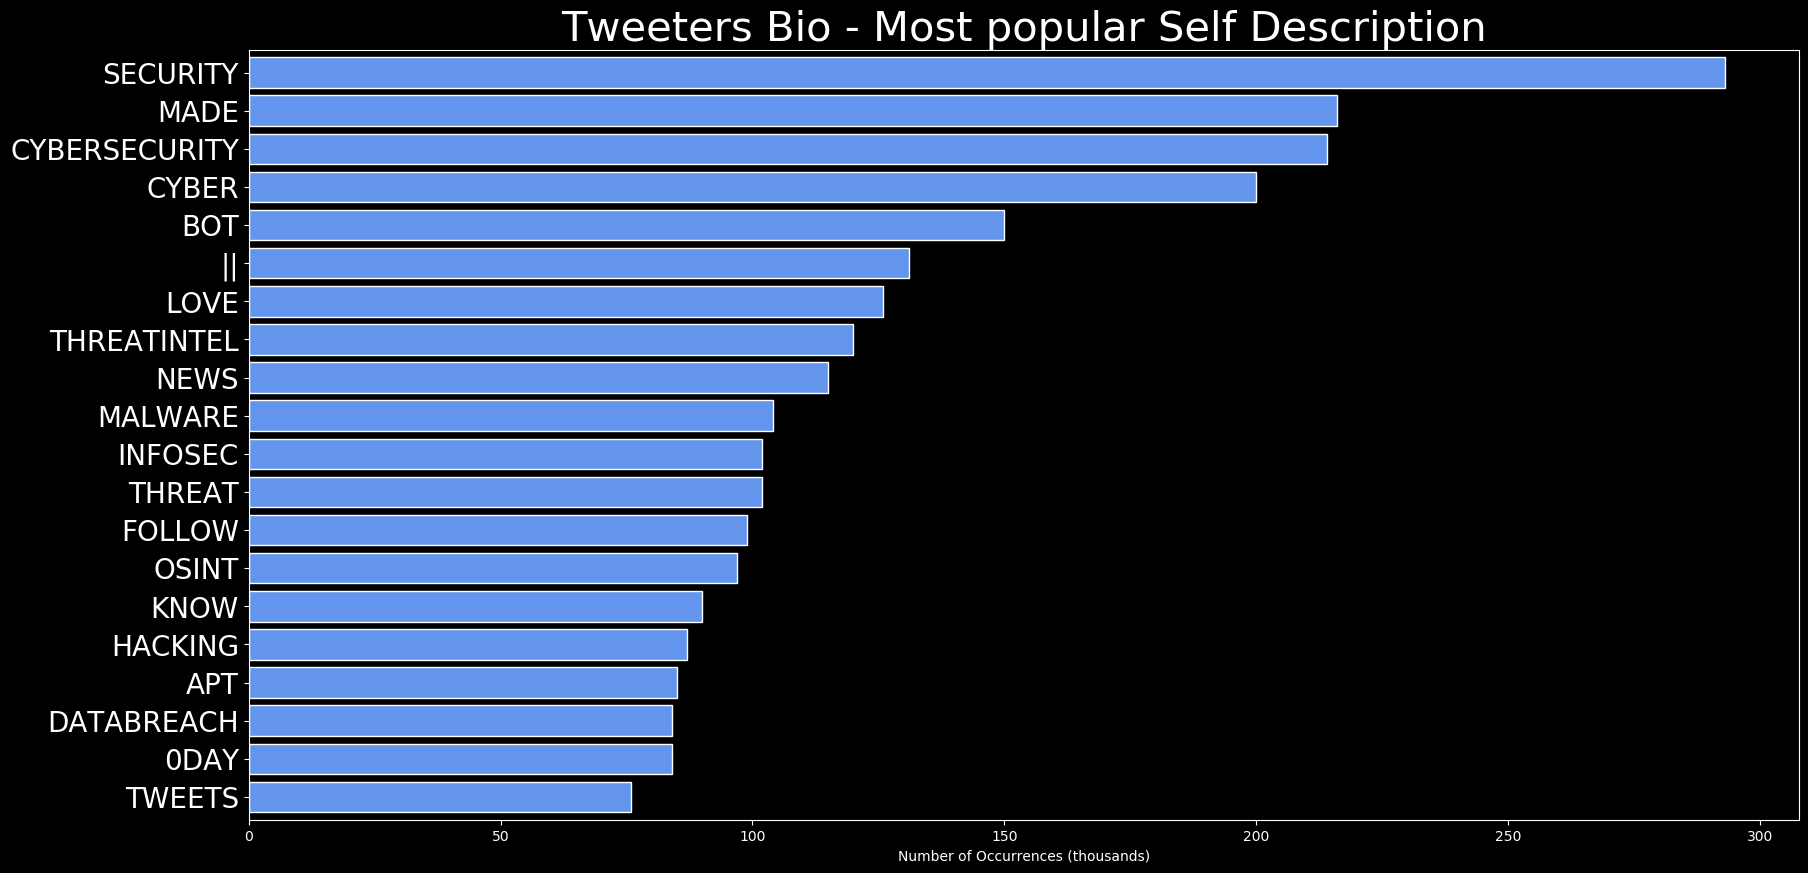 Tweeters Bio - Most popular Self Description
SECURITY
MADE
CYBERSECURITY
CYBER
BOT
||
LOVE
THREATINTEL
NEWS
MALWARE
INFOSEC
THREAT
FOLLOW
OSINT
KNOW
HACKING
APT
DATABREACH
0DAY
TWEETS
0 50 100 150 200 250 300
Number of Occurrences (thousands)